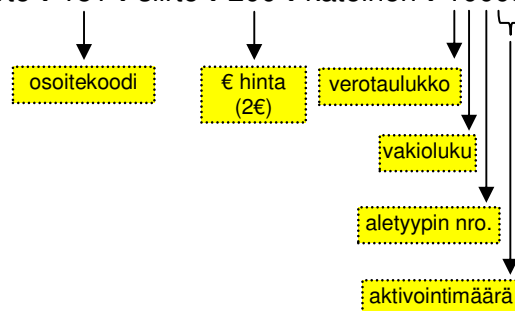 osoitekoodi
€ hinta
(2€)
verotaulukko
vakioluku
aletyypin nro.
aktivointimäärä